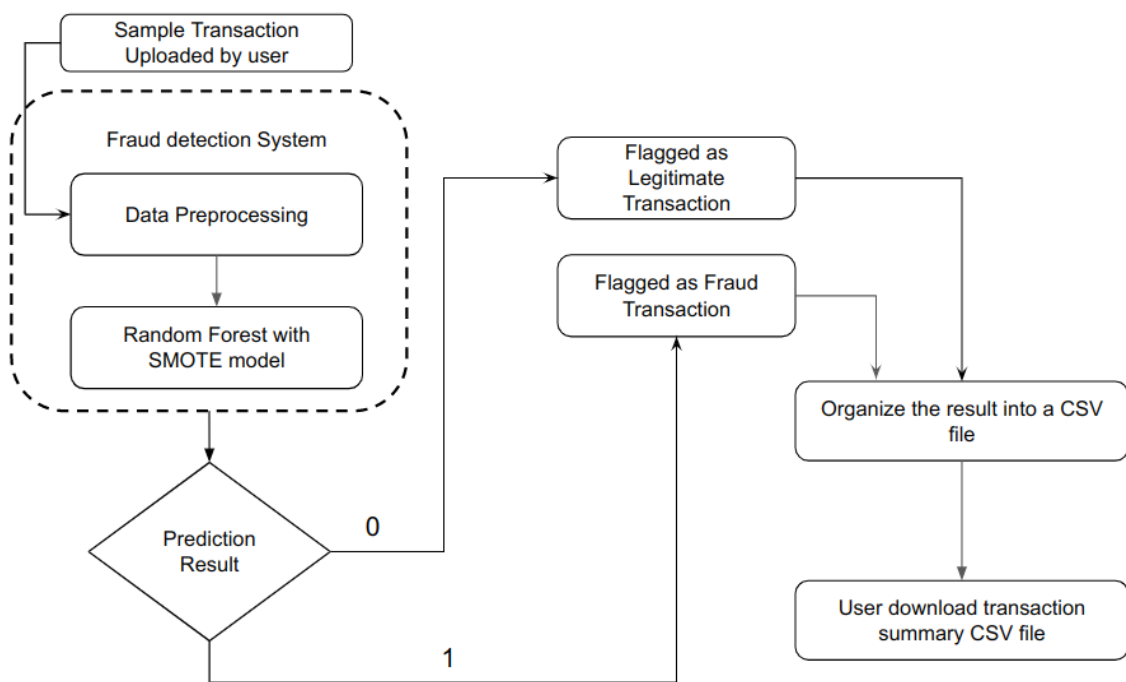 Sample Transaction
Uploaded by user
Fraud detection System
Data Preprocessing
Random Forest with
SMOTE model
Prediction
Result
0
1
Flagged as
Legitimate
Transaction
Flagged as Fraud
Transaction
Organize the result into a CSV
file
User download transaction
summary CSV file